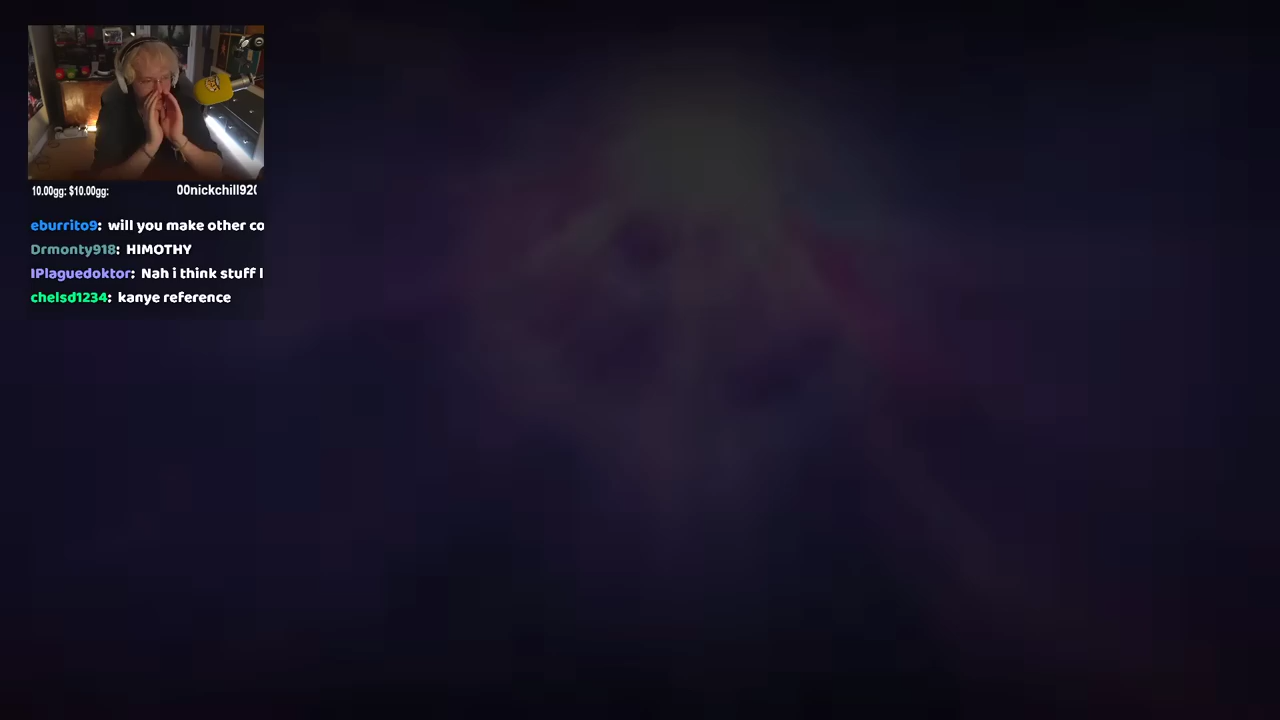 10.00gg: $10.00gg: 00nickchill920
eburrito9: will you make other co
Drmonty918: HIMOTHY
IPlaguedoktor: Nah i think stuff l
chelsd1234: kanye reference